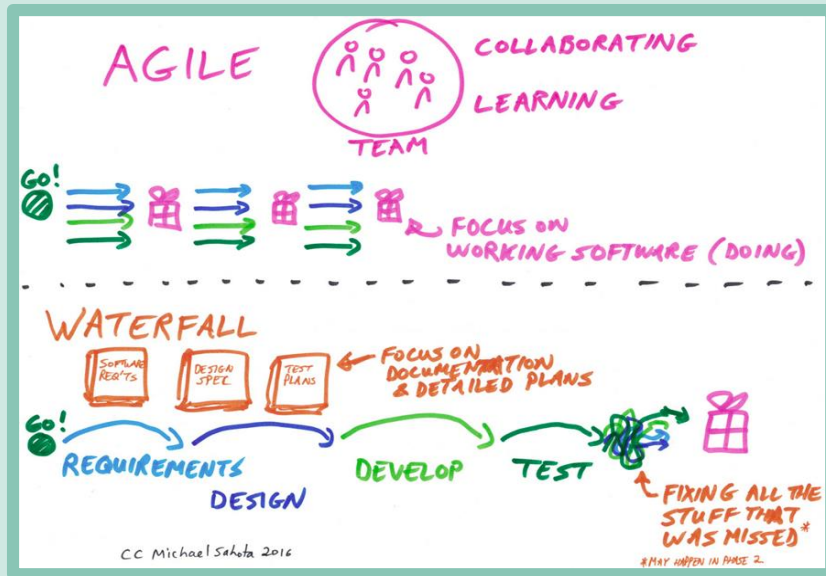 AGILE
COLLABORATING
LEARNING
TEAM
GO!
FOCUS ON
WORKING SOFTWARE (DOING)
WATERFALL
SOFTWARE
REQ'TS
DESIGN
SPEC
TEST
PLANS
FOCUS ON
DOCUMENTATION
& DETAILED PLANS
GO!
REQUIREMENTS
DESIGN
DEVELOP
TEST
FIXING ALL THE
STUFF THAT
WAS MISSED*
*MAY HAPPEN IN PHASE 2
CC Michael Sahota 2016